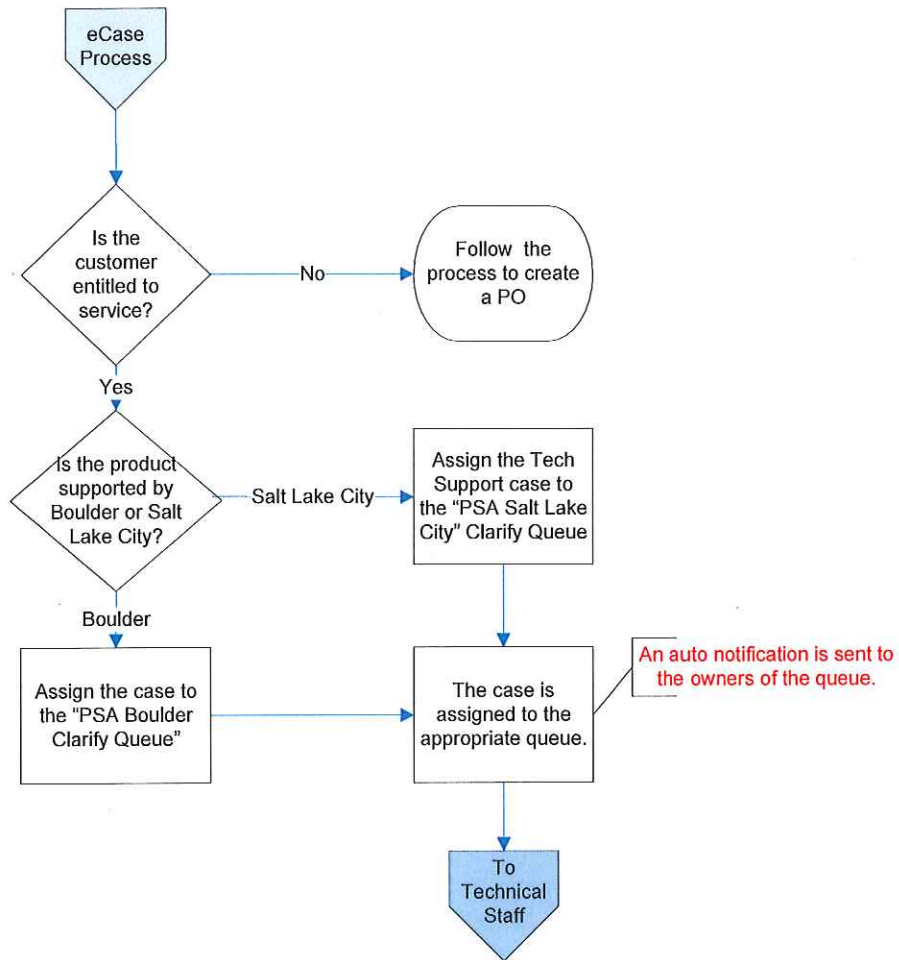 eCase
Process
Is the
customer
entitled to
service?
No
Follow the
process to create
a PO
Yes
Is the product
supported by
Boulder or Salt
Lake City?
Salt Lake City
Assign the Tech
Support case to
the “PSA Salt Lake
City” Clarify Queue
Boulder
Assign the case to
the “PSA Boulder
Clarify Queue”
The case is
assigned to the
appropriate queue.
An auto notification is sent to
the owners of the queue.
To
Technical
Staff